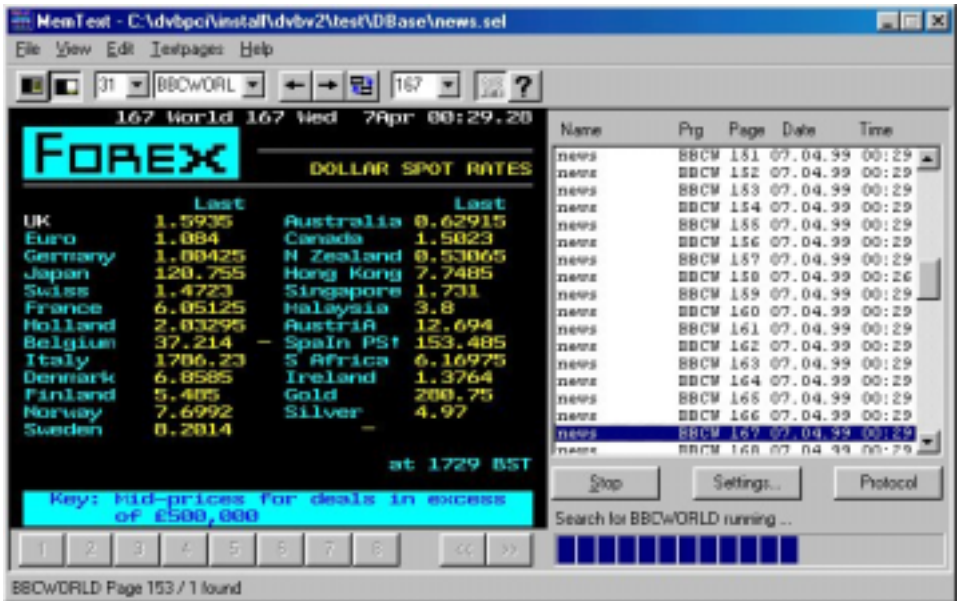 MemText - C:\dvbpci\install\dvbv2\test\DBase\news.sel
File View Edit Textpages Help
31 BBCWORL 167
167 World 167 Wed 7Apr 00:29.28
FOREX
DOLLAR SPOT RATES
Last Last
UK 1.5935 Australia 0.62915
Euro 1.084 Canada 1.5023
Germany 1.80425 N Zealand 0.53065
Japan 120.755 Hong Kong 7.7485
Swiss 1.4723 Singapore 1.731
France 6.05125 Malaysia 3.8
Holland 2.03295 AustriA 12.694
Belgium 37.214 - SpaIn PS† 153.485
Italy 1786.23 S Africa 6.16975
Denmark 6.8585 Ireland 1.3764
Finland 5.485 Gold 280.75
Norway 7.6992 Silver 4.97
Sweden 8.2014 -
at 1729 BST
Key: Mid-prices for deals in excess
of £500,000
1 2 3 4 5 6 7 8 << >>
Name Prg Page Date Time
news BBCW 151 07.04.99 00:29
news BBCW 152 07.04.99 00:29
news BBCW 153 07.04.99 00:29
news BBCW 154 07.04.99 00:29
news BBCW 155 07.04.99 00:29
news BBCW 156 07.04.99 00:29
news BBCW 157 07.04.99 00:29
news BBCW 158 07.04.99 00:26
news BBCW 159 07.04.99 00:29
news BBCW 160 07.04.99 00:29
news BBCW 161 07.04.99 00:29
news BBCW 162 07.04.99 00:29
news BBCW 163 07.04.99 00:29
news BBCW 164 07.04.99 00:29
news BBCW 165 07.04.99 00:29
news BBCW 166 07.04.99 00:29
news BBCW 167 07.04.99 00:29
news BBCW 168 07.04.99 00:29
Stop Settings... Protocol
Search for BBCWORLD running ...
BBCWORLD Page 153 / 1 found